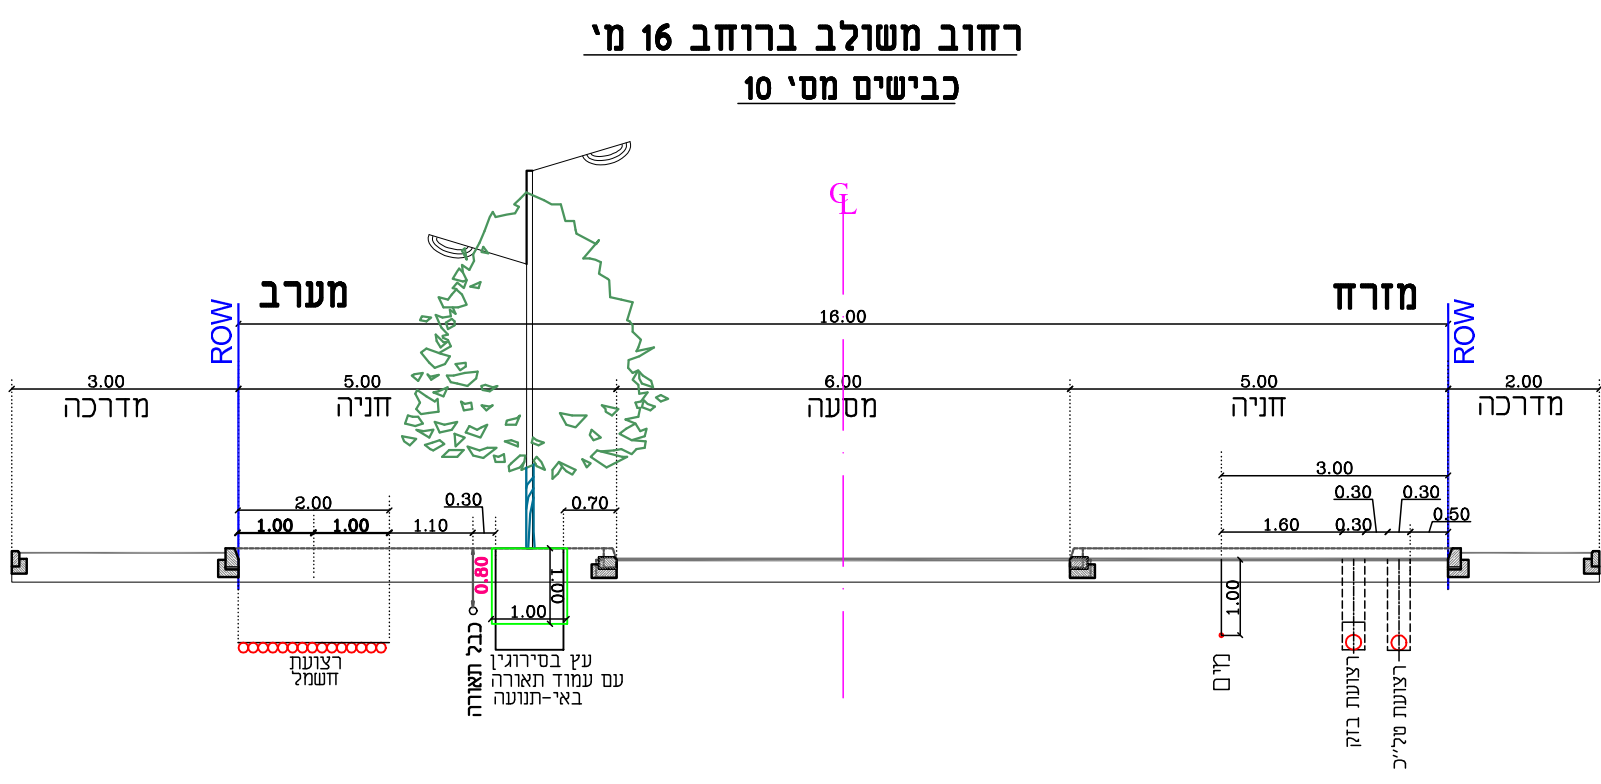 רחוב משולב ברוחב 16 מ'
כבישים מס' 10
מערב
מזרח
ROW
ROW
C L
16.00
3.00
5.00
6.00
5.00
2.00
מדרכה
חניה
מסעה
חניה
מדרכה
3.00
2.00
0.30
0.70
0.30
0.30
0.50
1.00
1.00
1.10
1.60
0.30
0.80
1.00
1.00
1.00
רצועת
חשמל
כבל תאורה
עץ בסירוגין
עם עמוד תאורה
באי-תנועה
מים
רצועת בזק
רצועת טל"כ